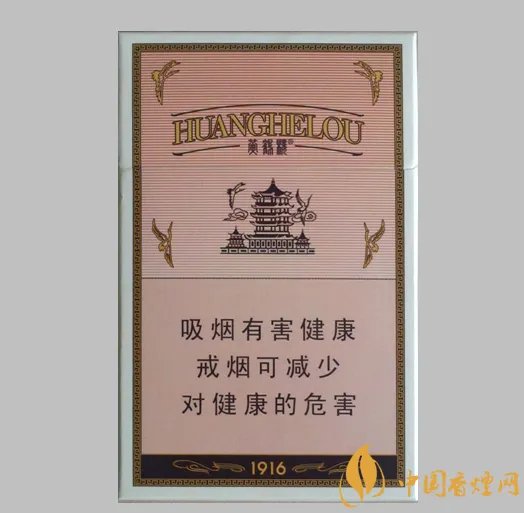 HUANGHELOU
黄鹤楼
吸烟有害健康
戒烟可减少
对健康的危害
1916
中国香烟网